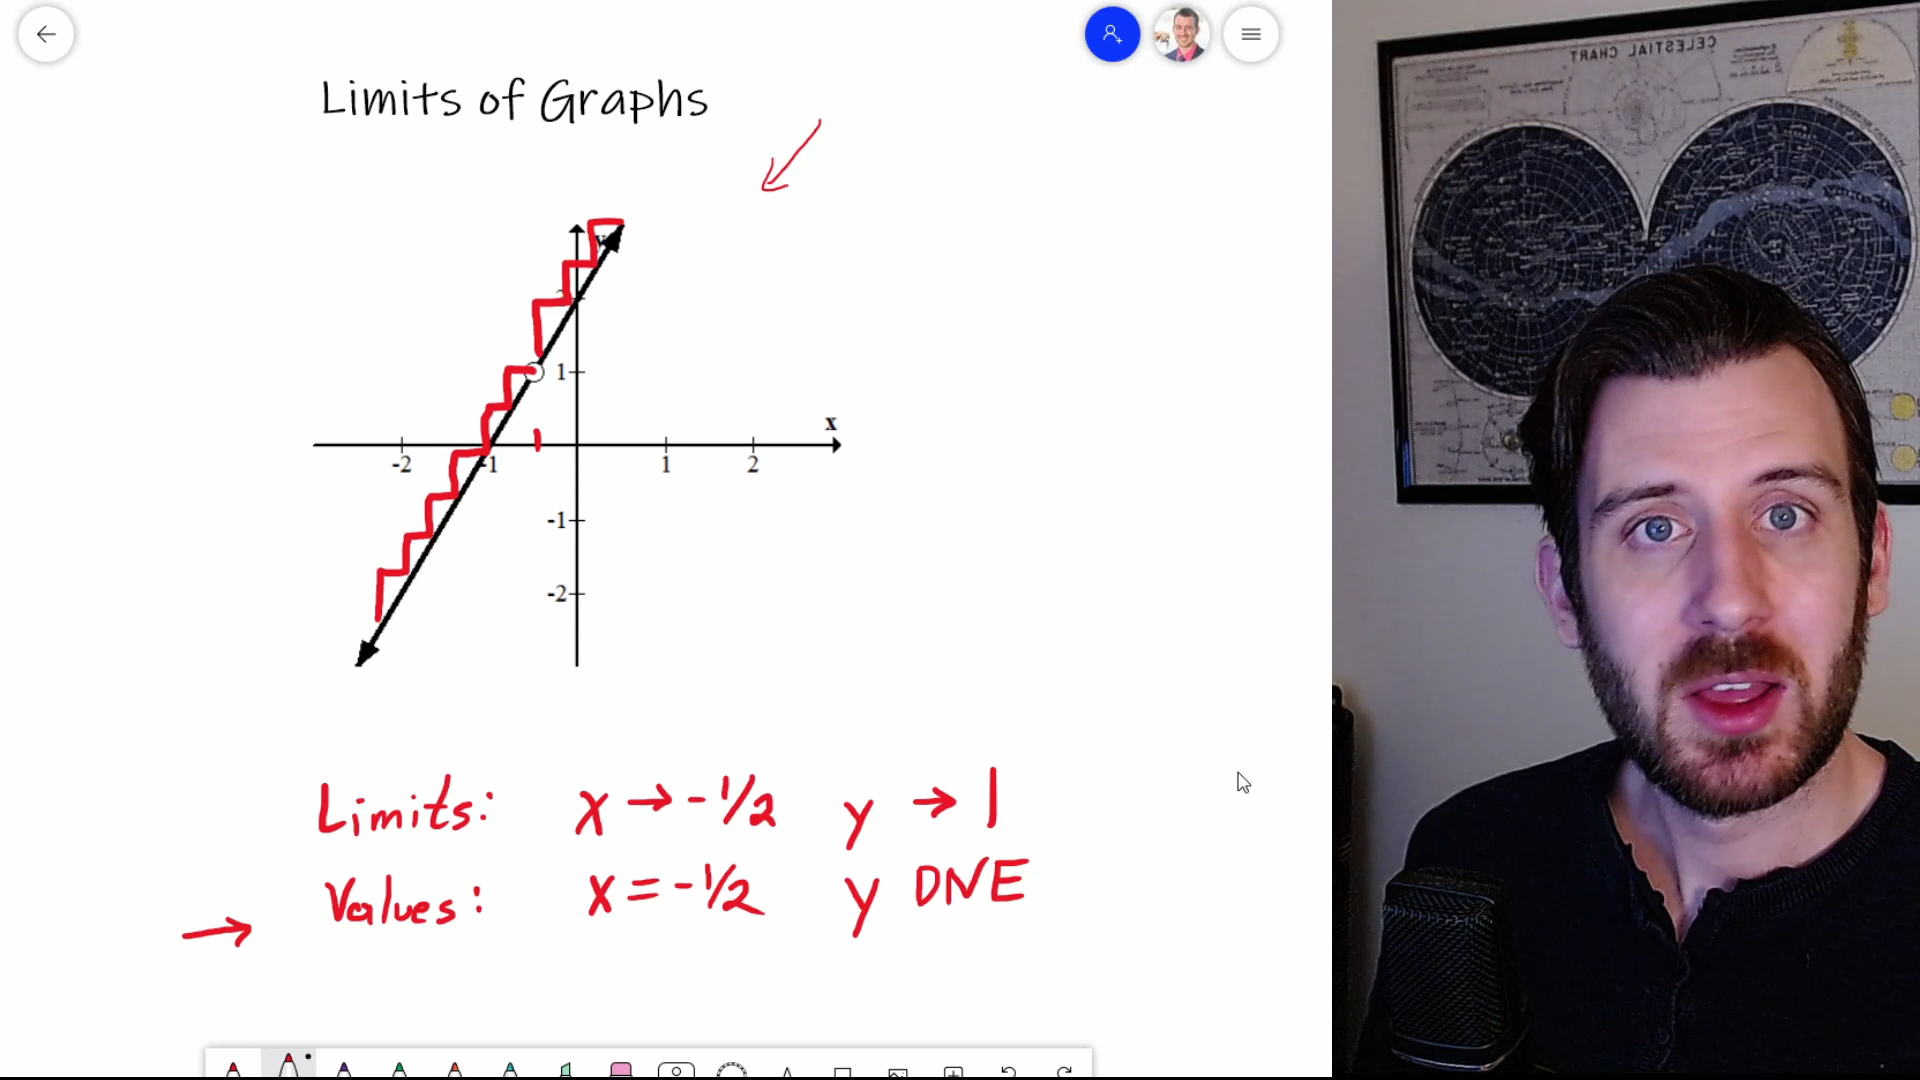 Limits of Graphs
CELESTIAL CHART
y
2
1
x
-2
-1
1
2
-1
-2
Limits: x → -1/2 y → 1
→ Values: x = -1/2 y DNE